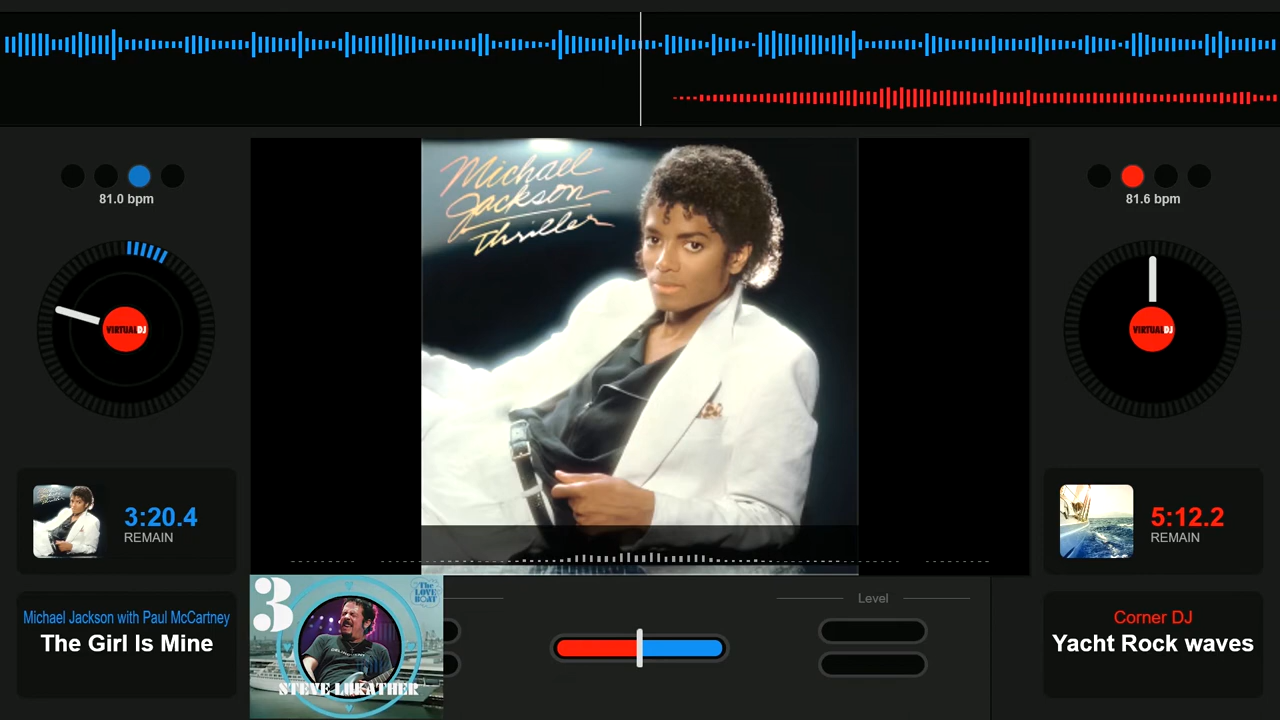 81.0 bpm
81.6 bpm
Michael
Jackson
Thriller
VIRTUALDJ
VIRTUALDJ
3:20.4
REMAIN
5:12.2
REMAIN
Michael Jackson with Paul McCartney
The Girl Is Mine
3
The
LOVE
BOAT
STEVE LUKATHER
Level
Corner DJ
Yacht Rock waves